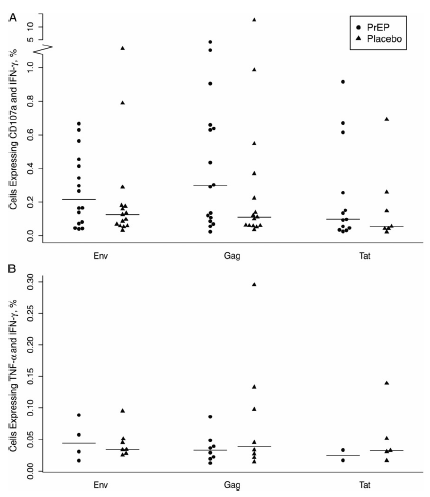 A
PrEP
Placebo
Cells Expressing CD107a and IFN-γ, %
15
5
1.0
0.8
0.6
0.4
0.2
0.0
Env
Gag
Tat
B
Cells Expressing TNF-α and IFN-γ, %
0.30
0.25
0.20
0.15
0.10
0.05
0.00
Env
Gag
Tat